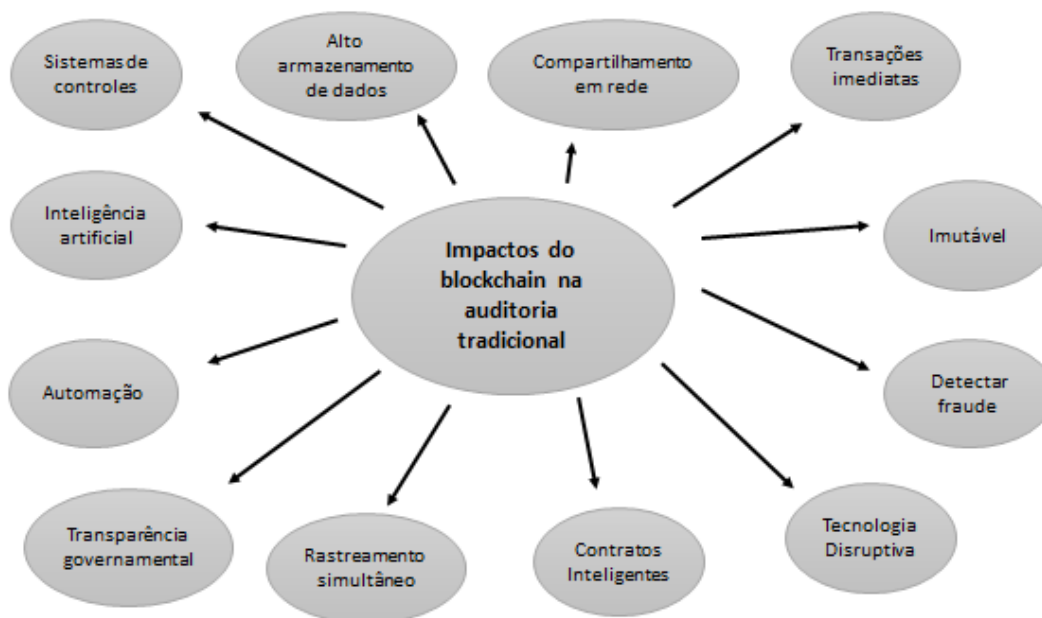 Sistemas de
controles
Alto
armazenamento
de dados
Compartilhamento
em rede
Transações
imediatas
Inteligência
artificial
Impactos do
blockchain na
auditoria
tradicional
Imutável
Automação
Detectar
fraude
Transparência
governamental
Rastreamento
simultâneo
Contratos
Inteligentes
Tecnologia
Disruptiva